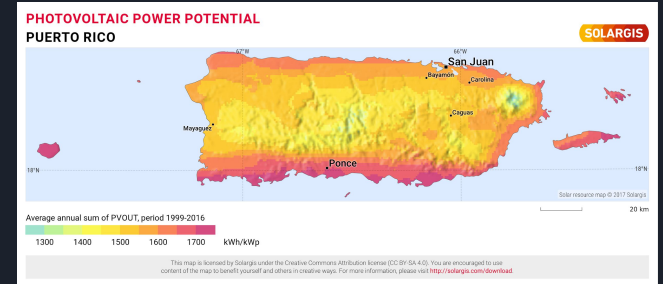 PHOTOVOLTAIC POWER POTENTIAL
PUERTO RICO
SOLARGIS
67°W
66°W
San Juan
Bayamón
Carolina
Caguas
Mayaguez
Ponce
18°N
18°N
Solar resource map © 2017 Solargis
20 km
Average annual sum of PVOUT, period 1999-2016
1300 1400 1500 1600 1700 kWh/kWp
This map is licensed by Solargis under the Creative Commons Attribution license (CC BY-SA 4.0). You are encouraged to use
content of the map to benefit yourself and others in creative ways. For more information, please visit http://solargis.com/download.